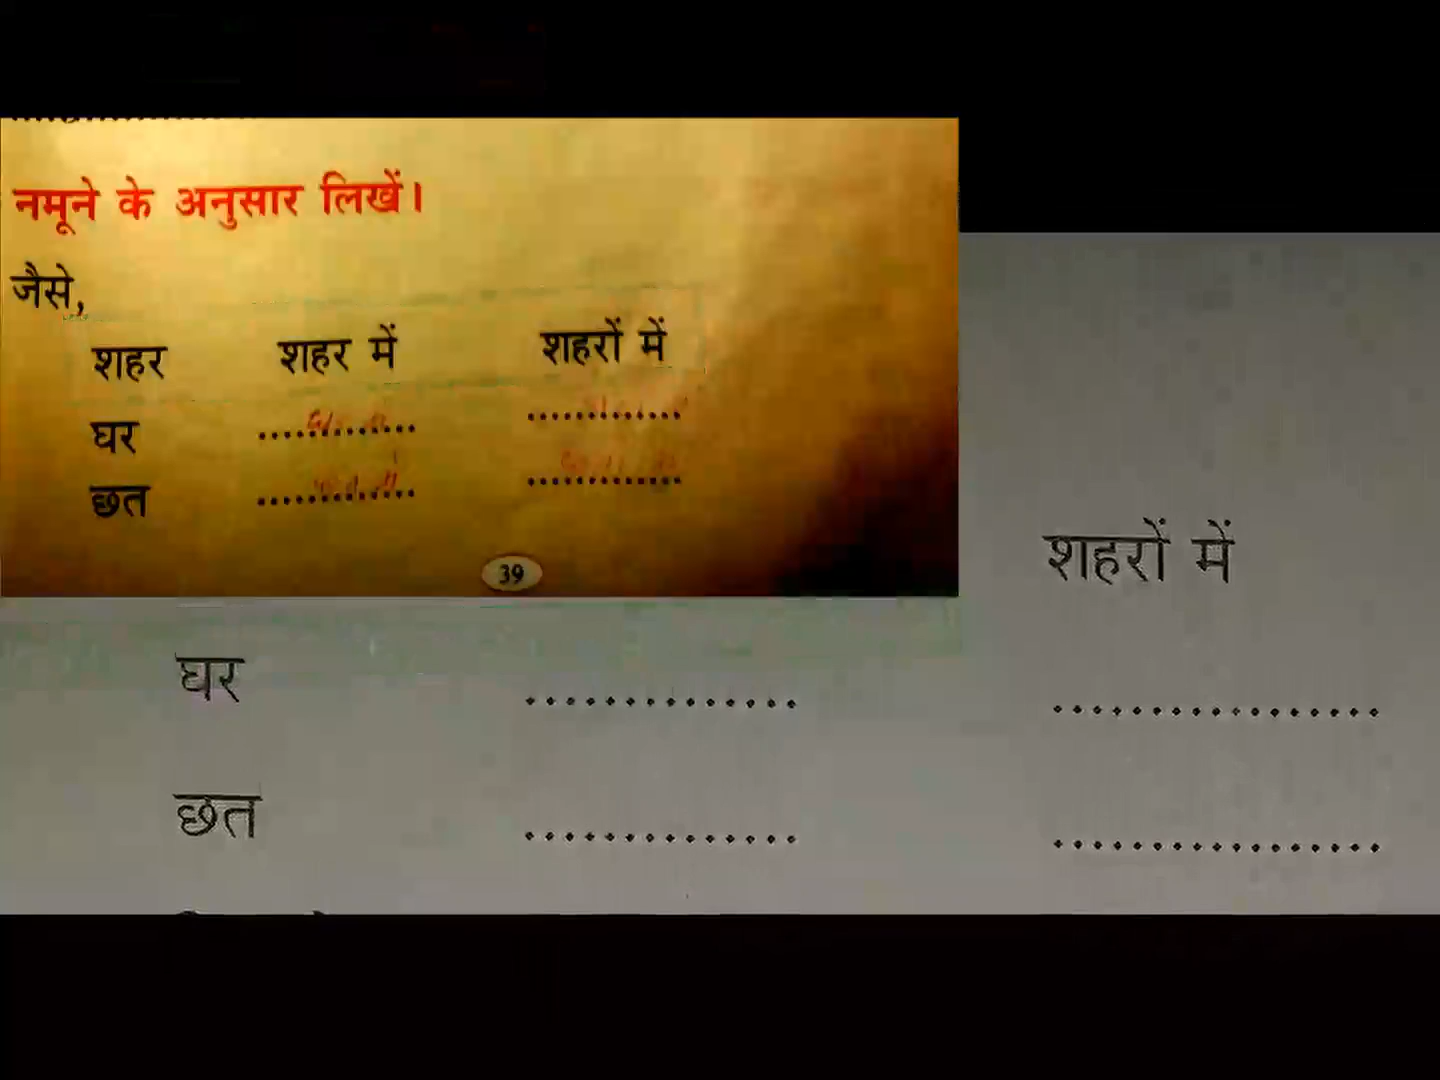 नमूने के अनुसार लिखें।
जैसे,
शहर शहर में शहरों में
घर .............. ..............
छत .............. ..............
39
शहरों में
घर .............. .................
छत .............. .................